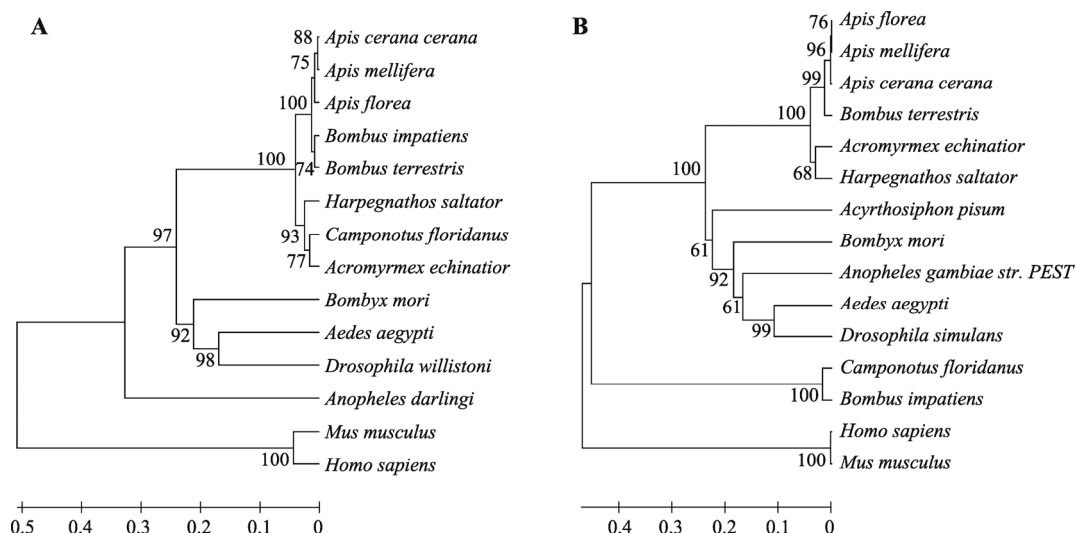 A
88 Apis cerana cerana
75
Apis mellifera
100 Apis florea
Bombus impatiens
100
74 Bombus terrestris
Harpegnathos saltator
97
93 Camponotus floridanus
77 Acromyrmex echinatior
Bombyx mori
92 Aedes aegypti
98 Drosophila willistoni
Anopheles darlingi
Mus musculus
100 Homo sapiens
0.5 0.4 0.3 0.2 0.1 0
B
76 Apis florea
96 Apis mellifera
99 Apis cerana cerana
100 Bombus terrestris
Acromyrmex echinatior
100
68 Harpegnathos saltator
Acyrthosiphon pisum
61 Bombyx mori
92 Anopheles gambiae str. PEST
61 Aedes aegypti
99 Drosophila simulans
Camponotus floridanus
100 Bombus impatiens
Homo sapiens
100 Mus musculus
0.4 0.3 0.2 0.1 0